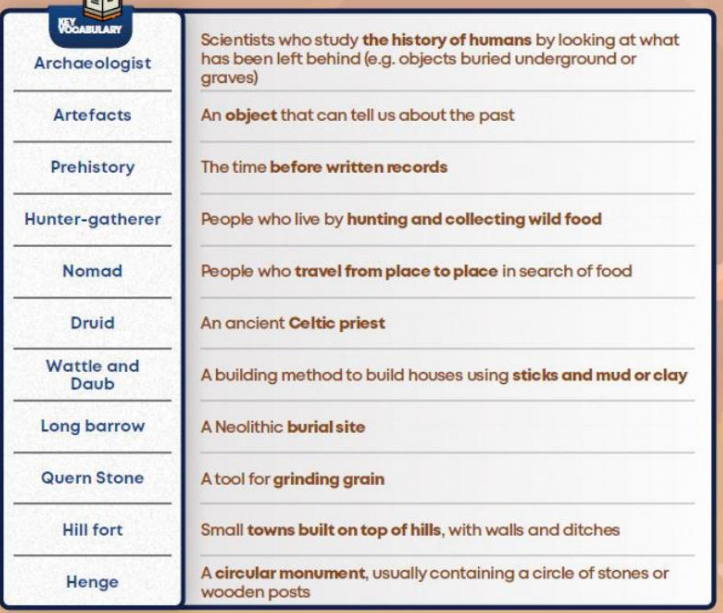 KEY
VOCABULARY
Archaeologist
Scientists who study the history of humans by looking at what
has been left behind (e.g. objects buried underground or
graves)
Artefacts
An object that can tell us about the past
Prehistory
The time before written records
Hunter-gatherer
People who live by hunting and collecting wild food
Nomad
People who travel from place to place in search of food
Druid
An ancient Celtic priest
Wattle and
Daub
A building method to build houses using sticks and mud or clay
Long barrow
A Neolithic burial site
Quern Stone
A tool for grinding grain
Hill fort
Small towns built on top of hills, with walls and ditches
Henge
A circular monument, usually containing a circle of stones or
wooden posts